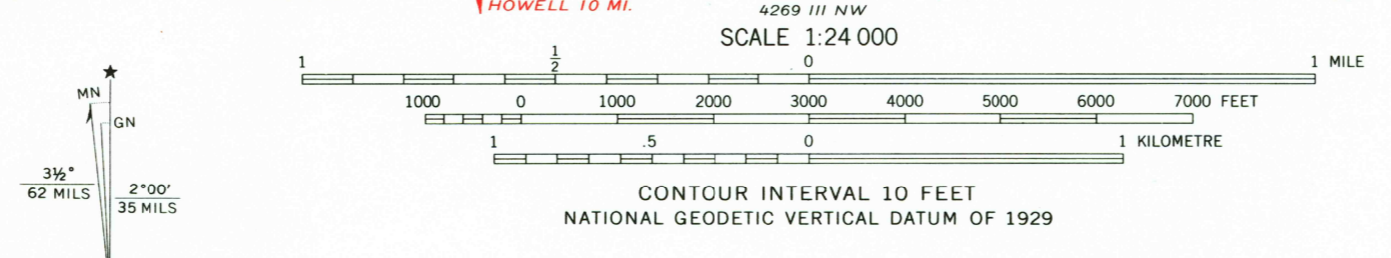 HOWELL 10 MI.
4269 III NW
SCALE 1:24 000
1 1/2 0 1 MILE
1000 0 1000 2000 3000 4000 5000 6000 7000 FEET
1 .5 0 1 KILOMETRE
CONTOUR INTERVAL 10 FEET
NATIONAL GEODETIC VERTICAL DATUM OF 1929
★
MN
GN
3½°
62 MILS
2°00′
35 MILS